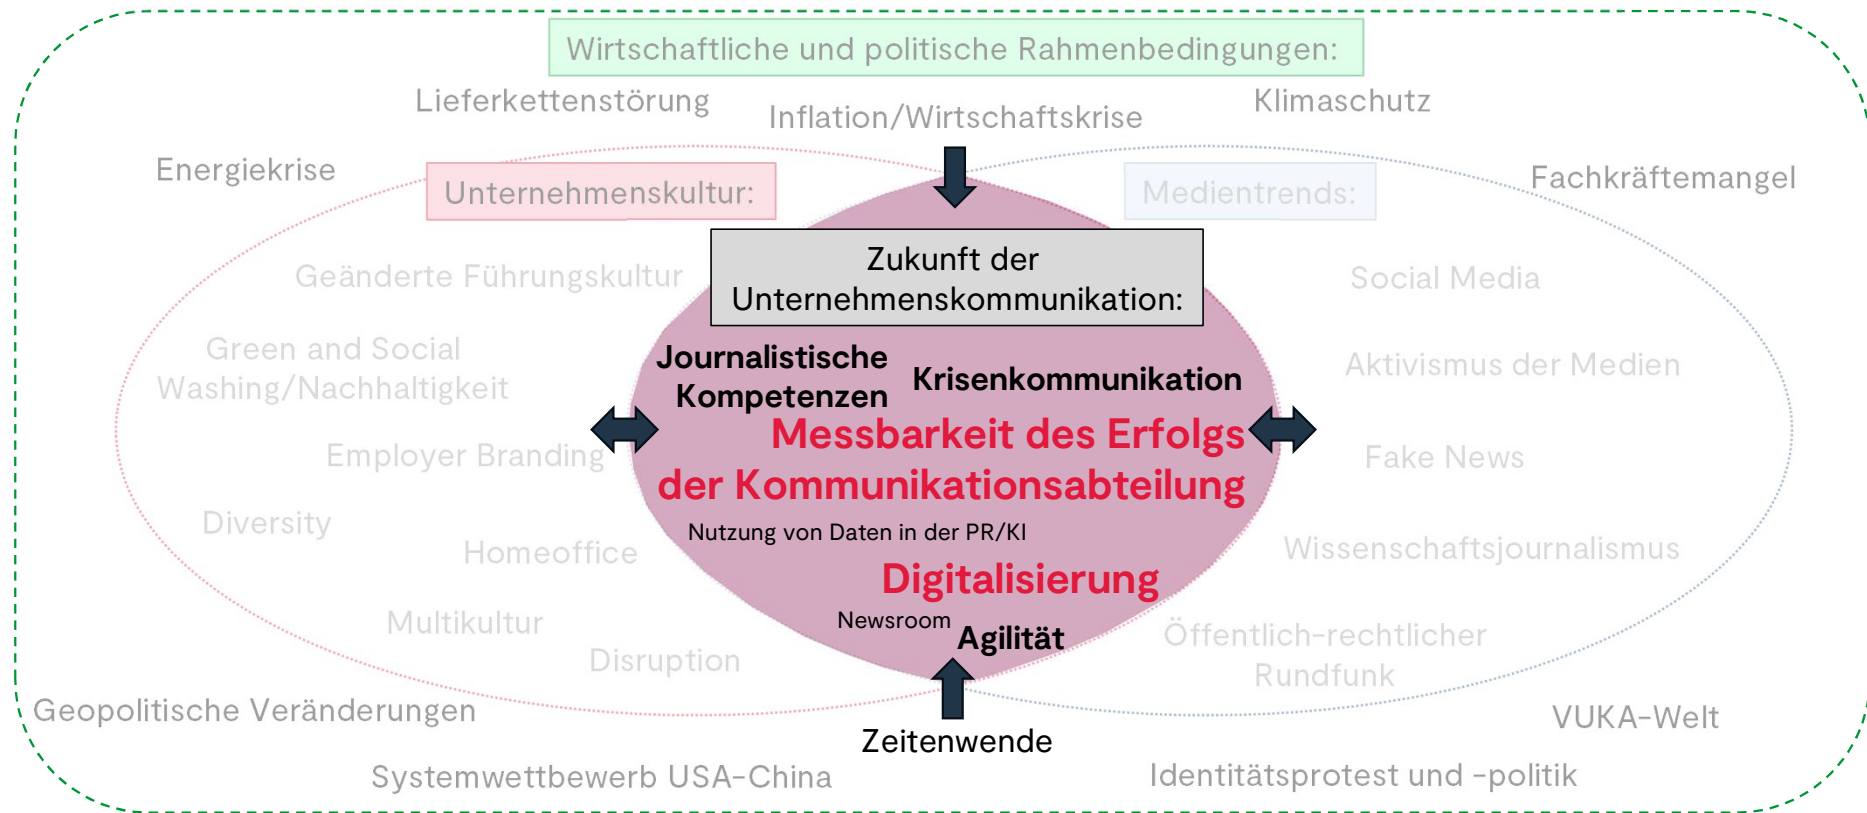 Wirtschaftliche und politische Rahmenbedingungen:
Lieferkettenstörung
Inflation/Wirtschaftskrise
Klimaschutz
Energiekrise
Fachkräftemangel
Unternehmenskultur:
Geänderte Führungskultur
Green and Social
Washing/Nachhaltigkeit
Employer Branding
Diversity
Homeoffice
Multikultur
Disruption
Zukunft der
Unternehmenskommunikation:
Journalistische
Kompetenzen
Krisenkommunikation
Messbarkeit des Erfolgs
der Kommunikationsabteilung
Nutzung von Daten in der PR/KI
Digitalisierung
Newsroom
Agilität
Medientrends:
Social Media
Aktivismus der Medien
Fake News
Wissenschaftsjournalismus
Öffentlich-rechtlicher
Rundfunk
Geopolitische Veränderungen
VUKA-Welt
Zeitenwende
Systemwettbewerb USA-China
Identitätsprotest und -politik